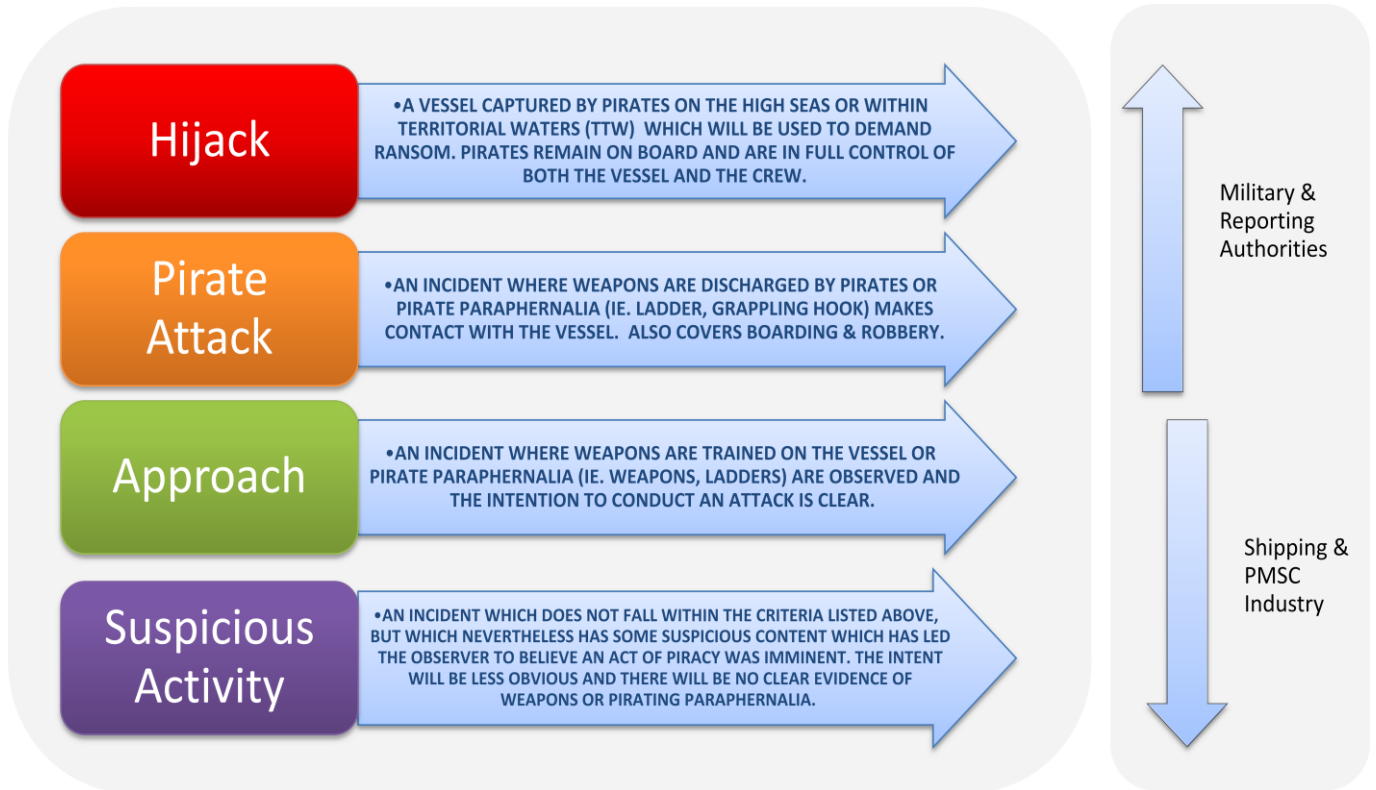 Hijack
•A VESSEL CAPTURED BY PIRATES ON THE HIGH SEAS OR WITHIN
TERRITORIAL WATERS (TTW) WHICH WILL BE USED TO DEMAND
RANSOM. PIRATES REMAIN ON BOARD AND ARE IN FULL CONTROL OF
BOTH THE VESSEL AND THE CREW.
Pirate
Attack
•AN INCIDENT WHERE WEAPONS ARE DISCHARGED BY PIRATES OR
PIRATE PARAPHERNALIA (IE. LADDER, GRAPPLING HOOK) MAKES
CONTACT WITH THE VESSEL. ALSO COVERS BOARDING & ROBBERY.
Approach
•AN INCIDENT WHERE WEAPONS ARE TRAINED ON THE VESSEL OR
PIRATE PARAPHERNALIA (IE. WEAPONS, LADDERS) ARE OBSERVED AND
THE INTENTION TO CONDUCT AN ATTACK IS CLEAR.
Suspicious
Activity
•AN INCIDENT WHICH DOES NOT FALL WITHIN THE CRITERIA LISTED ABOVE,
BUT WHICH NEVERTHELESS HAS SOME SUSPICIOUS CONTENT WHICH HAS LED
THE OBSERVER TO BELIEVE AN ACT OF PIRACY WAS IMMINENT. THE INTENT
WILL BE LESS OBVIOUS AND THERE WILL BE NO CLEAR EVIDENCE OF
WEAPONS OR PIRATING PARAPHERNALIA.
Military &
Reporting
Authorities
Shipping &
PMSC
Industry